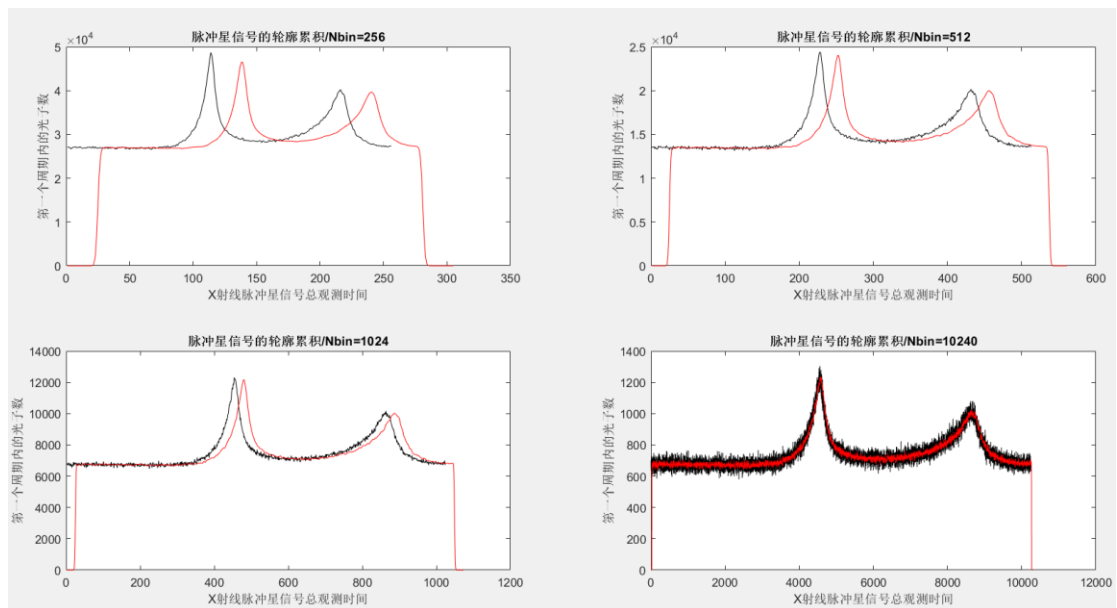 脉冲星信号的轮廓累积/Nbin=256
×10⁴
5
4
3
2
1
0
第一个周期内的光子数
0 50 100 150 200 250 300 350
X射线脉冲星信号总观测时间
脉冲星信号的轮廓累积/Nbin=512
×10⁴
2.5
2
1.5
1
0.5
0
第一个周期内的光子数
0 100 200 300 400 500 600
X射线脉冲星信号总观测时间
脉冲星信号的轮廓累积/Nbin=1024
14000
12000
10000
8000
6000
4000
2000
0
第一个周期内的光子数
0 200 400 600 800 1000 1200
X射线脉冲星信号总观测时间
脉冲星信号的轮廓累积/Nbin=10240
1400
1200
1000
800
600
400
200
0
第一个周期内的光子数
0 2000 4000 6000 8000 10000 12000
X射线脉冲星信号总观测时间